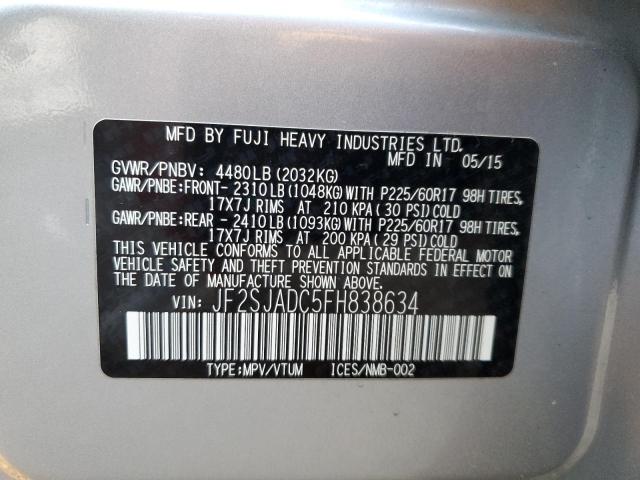 MFD BY FUJI HEAVY INDUSTRIES LTD.
MFD IN 05/15
GVWR/PNBV: 4480LB (2032KG)
GAWR/PNBE:FRONT- 2310LB (1048KG) WITH P225/60R17 98H TIRES,
17X7J RIMS AT 210 KPA (30 PSI) COLD
GAWR/PNBE:REAR - 2410LB (1093KG) WITH P225/60R17 98H TIRES,
17X7J RIMS AT 200 KPA (29 PSI) COLD
THIS VEHICLE CONFORMS TO ALL APPLICABLE FEDERAL MOTOR
VEHICLE SAFETY AND THEFT PREVENTION STANDARDS IN EFFECT ON
THE DATE OF MANUFACTURE SHOWN ABOVE.
VIN: JF2SJADC5FH838634
TYPE:MPV/VTUM ICES/NMB-002